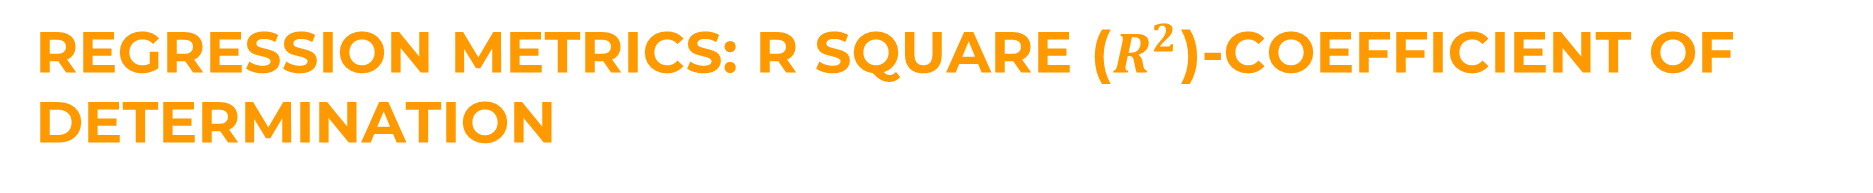 REGRESSION METRICS: R SQUARE (R²)-COEFFICIENT OF
DETERMINATION